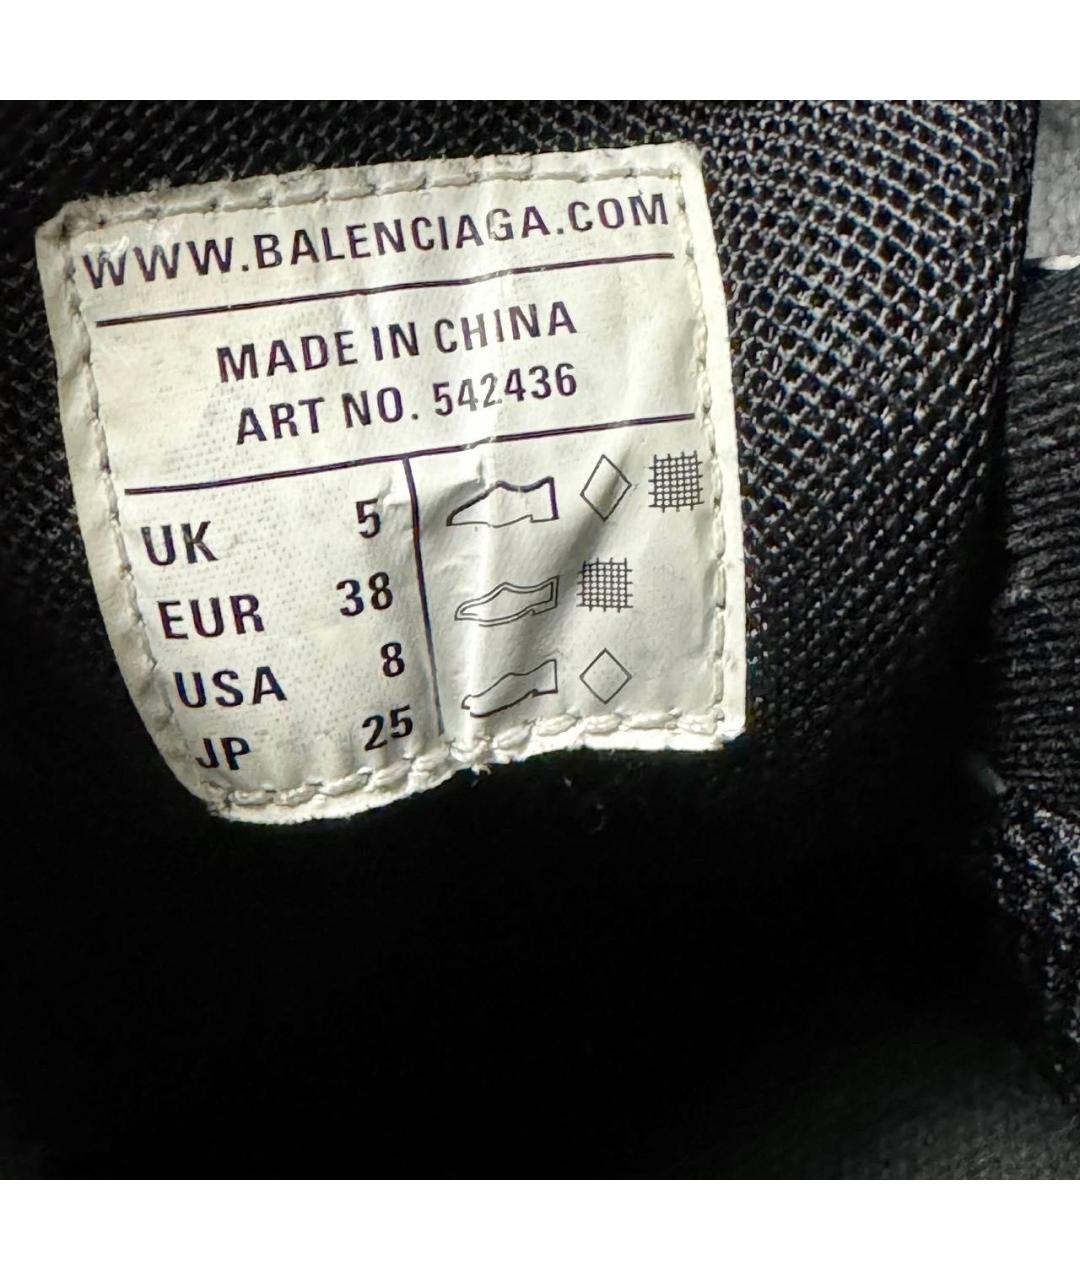 WWW.BALENCIAGA.COM
MADE IN CHINA
ART NO. 542436
UK 5
EUR 38
USA 8
JP 25